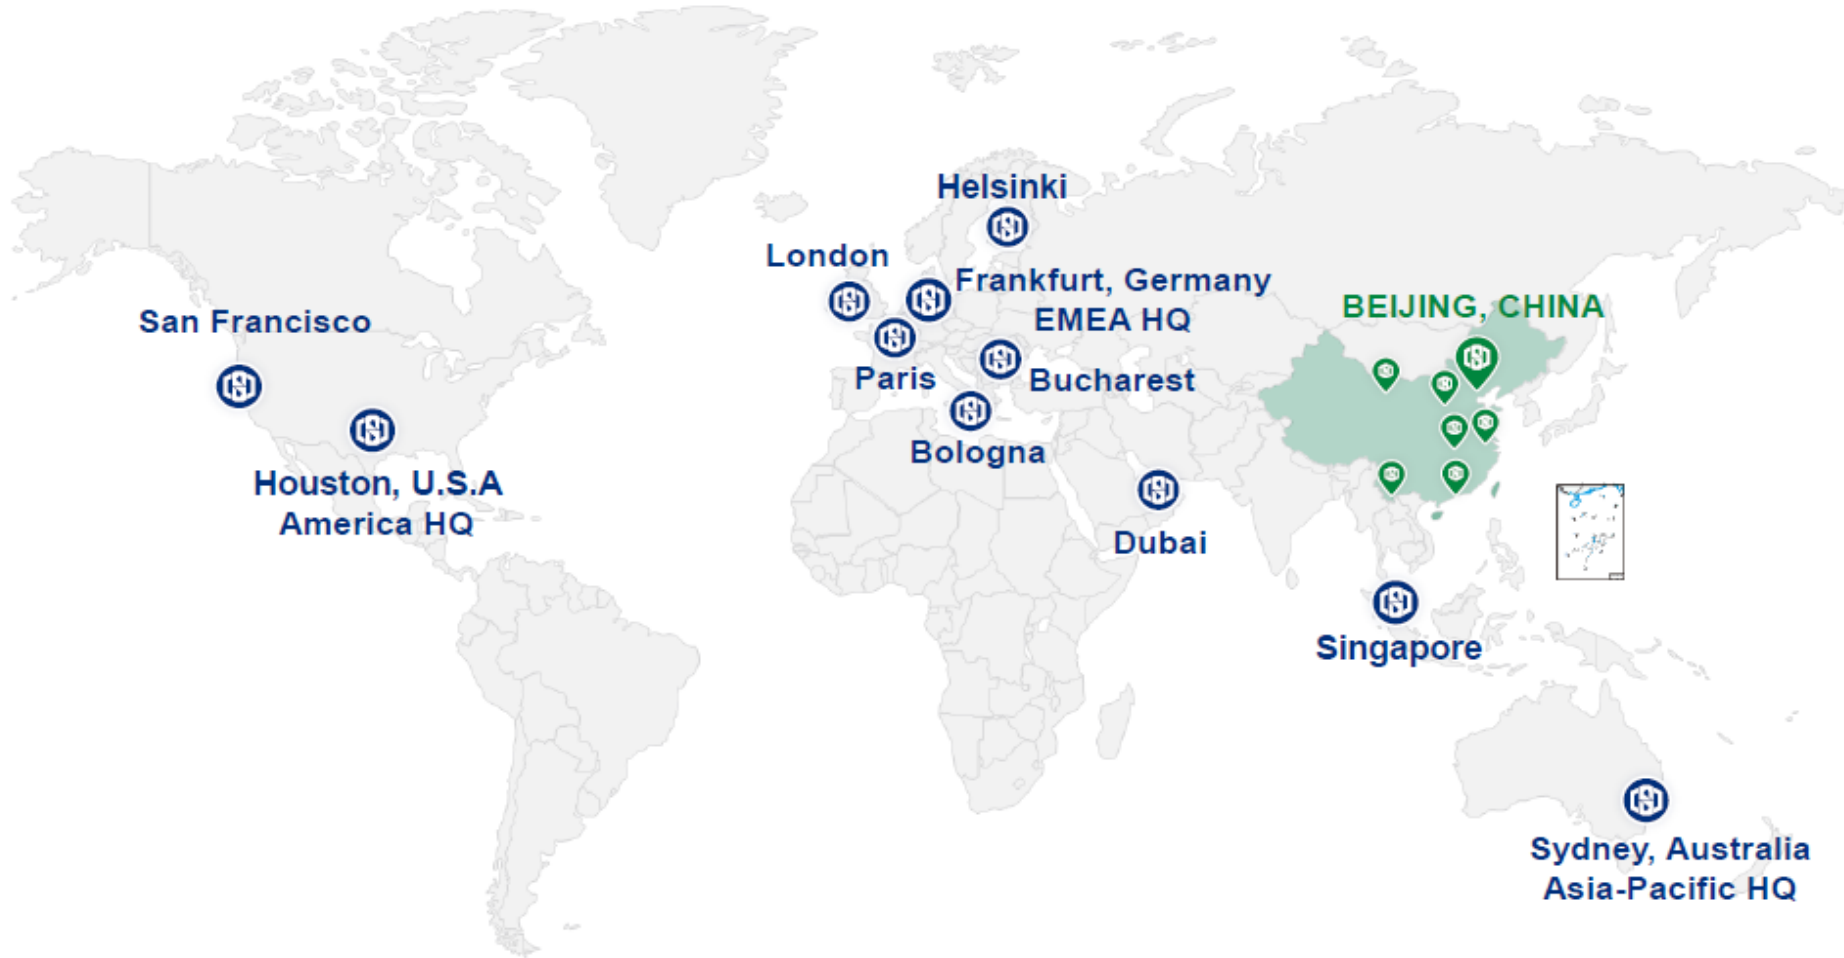 Helsinki
London
Frankfurt, Germany
EMEA HQ
San Francisco
BEIJING, CHINA
Paris
Bucharest
Bologna
Houston, U.S.A
America HQ
Dubai
Singapore
Sydney, Australia
Asia-Pacific HQ